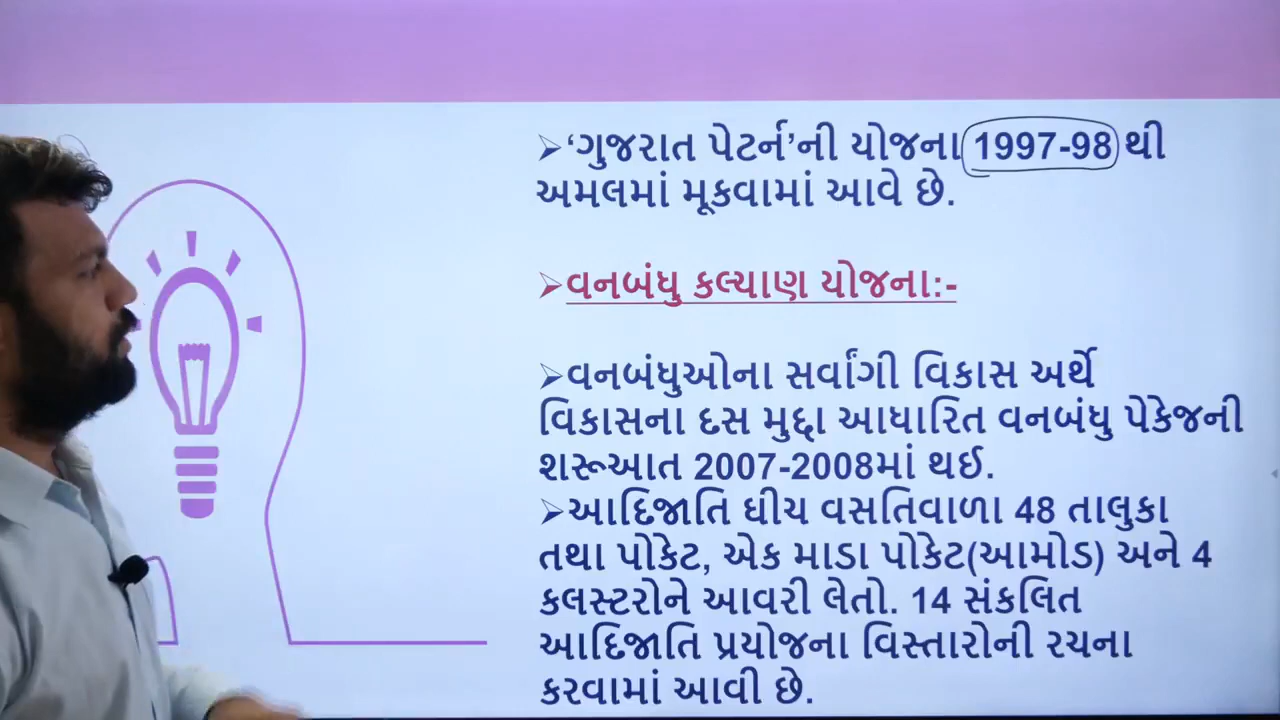 ➢‘ગુજરાત પેટર્ન’ની યોજના 1997-98 થી
અમલમાં મૂકવામાં આવે છે.
➢વનબંધુ કલ્યાણ યોજના:-
➢વનબંધુઓના સર્વાંગી વિકાસ અર્થે
વિકાસના દસ મુદ્દા આધારિત વનબંધુ પેકેજની
શરૂઆત 2007-2008માં થઈ.
➢આદિજાતિ ઘીચ વસતિવાળા 48 તાલુકા
તથા પોકેટ, એક માડા પોકેટ(આમોડ) અને 4
કલસ્ટરોને આવરી લેતો. 14 સંકલિત
આદિજાતિ પ્રયોજના વિસ્તારોની રચના
કરવામાં આવી છે.